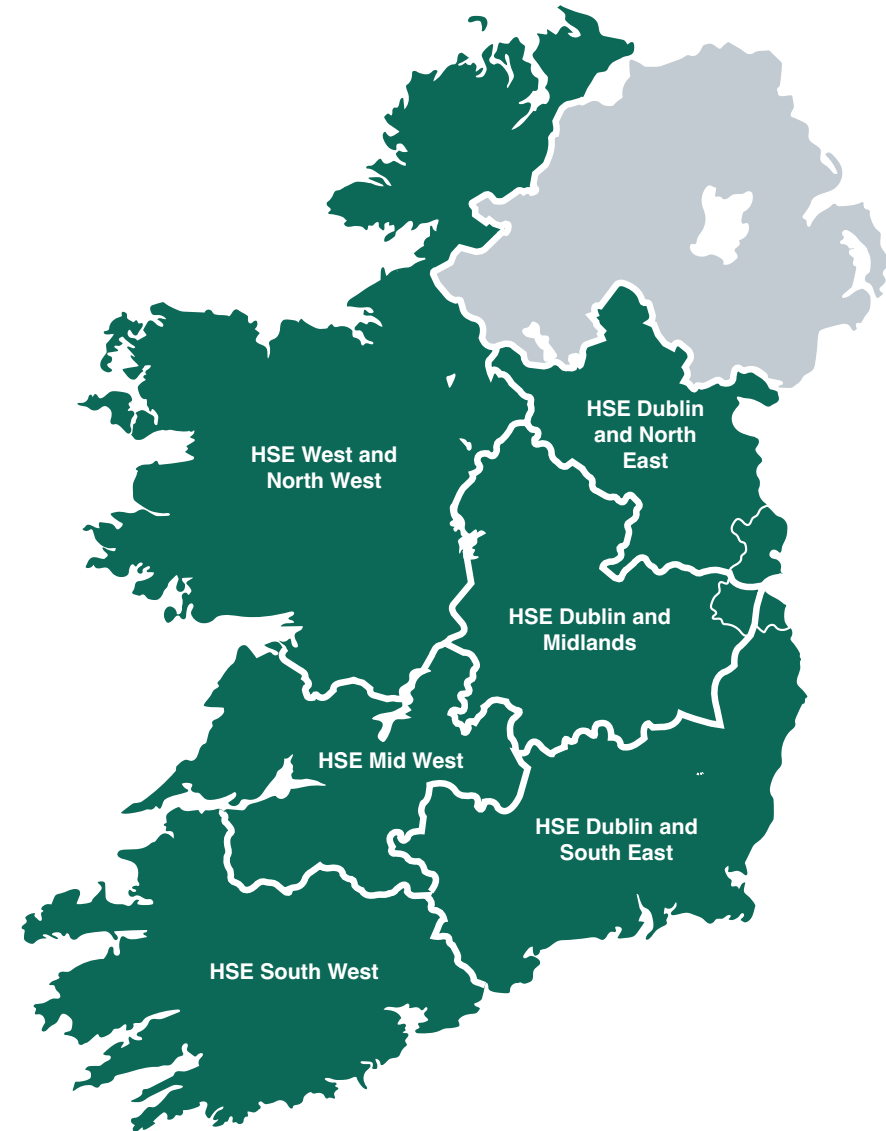 HSE Dublin
and North
East
HSE West and
North West
HSE Dublin and
Midlands
HSE Mid West
HSE Dublin and
South East
HSE South West